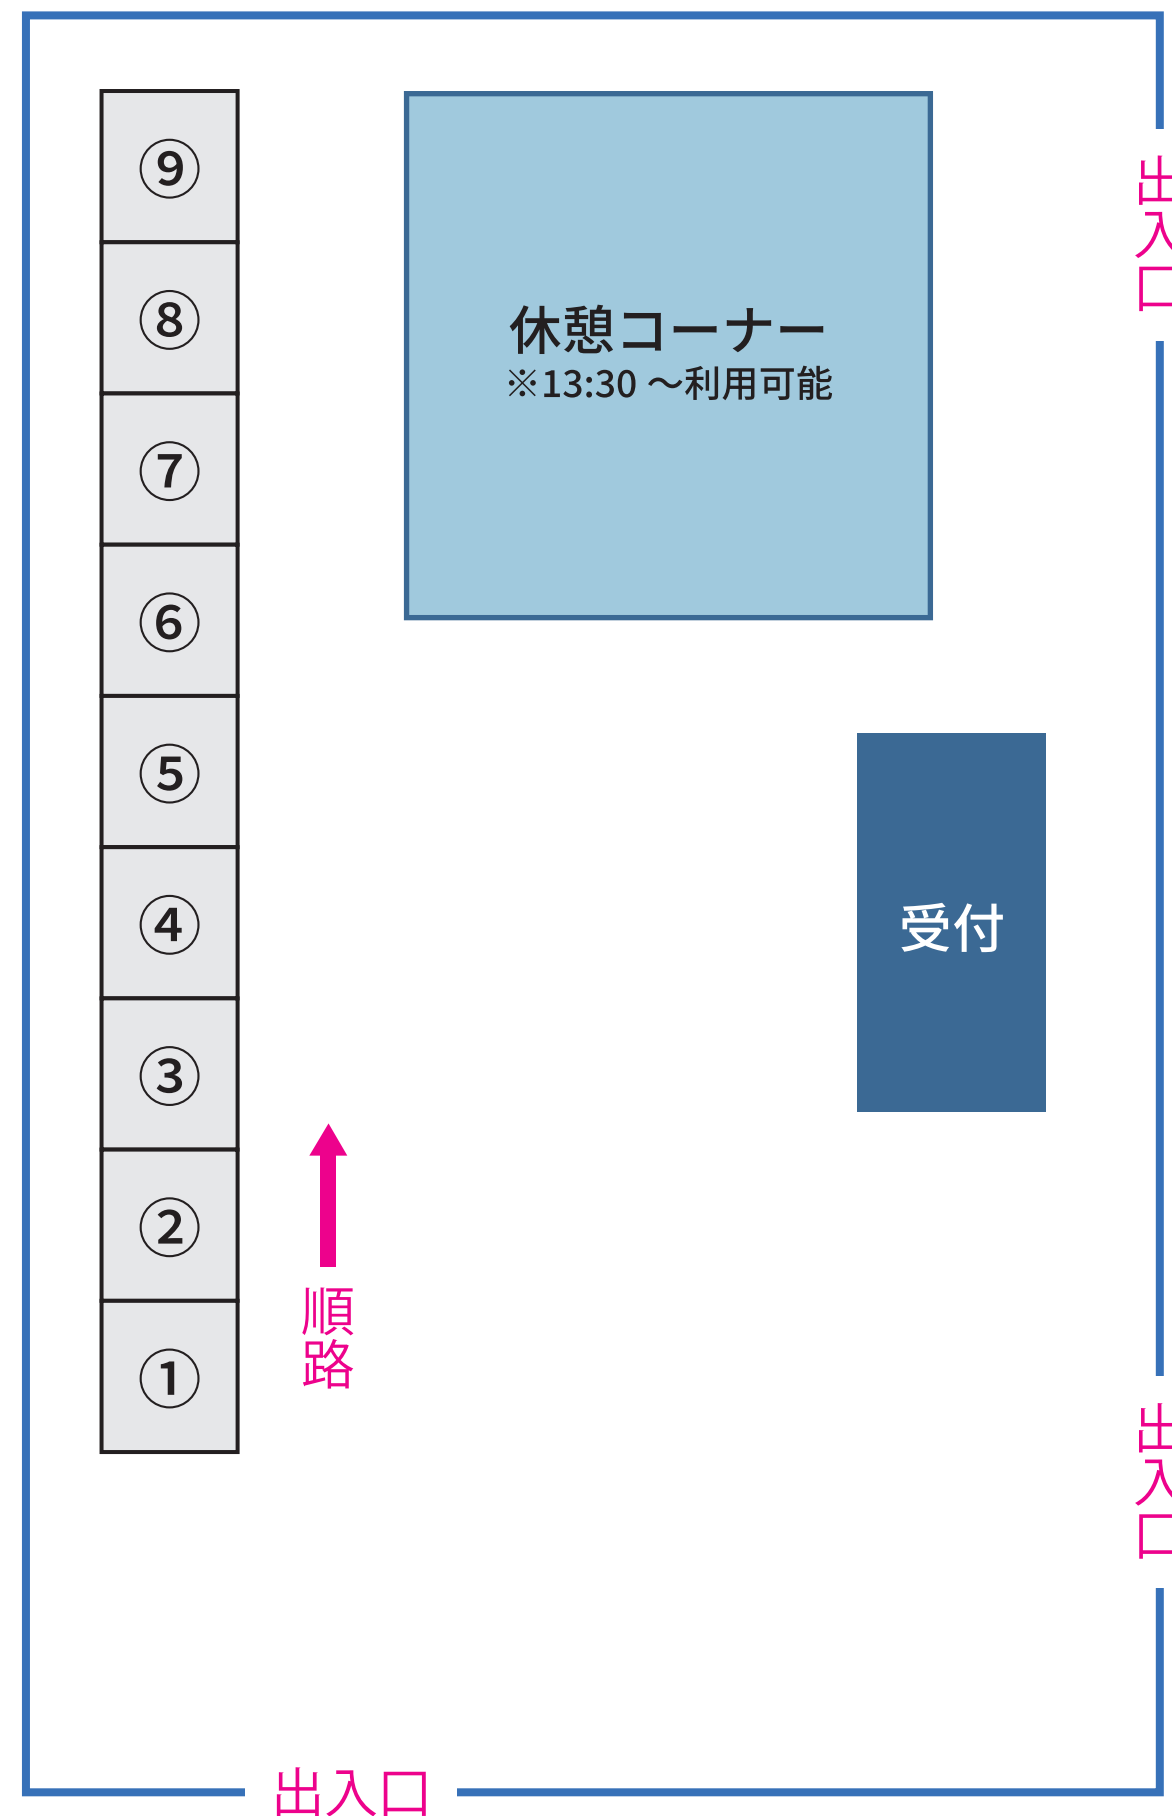 ⑨
⑧
⑦
⑥
⑤
④
③
②
①
休憩コーナー
※13:30 ～利用可能
受付
順路
出入口
出入口
出入口